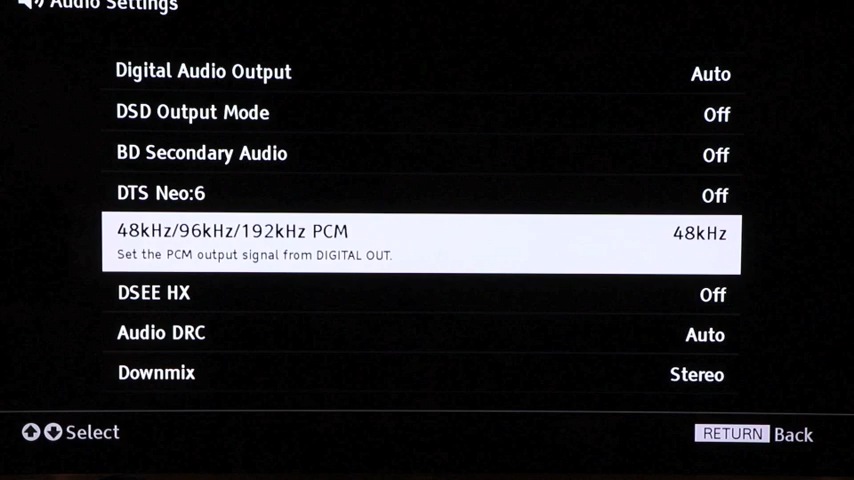 Audio Settings
Digital Audio Output Auto
DSD Output Mode Off
BD Secondary Audio Off
DTS Neo:6 Off
48kHz/96kHz/192kHz PCM 48kHz
Set the PCM output signal from DIGITAL OUT.
DSEE HX Off
Audio DRC Auto
Downmix Stereo
Select RETURN Back